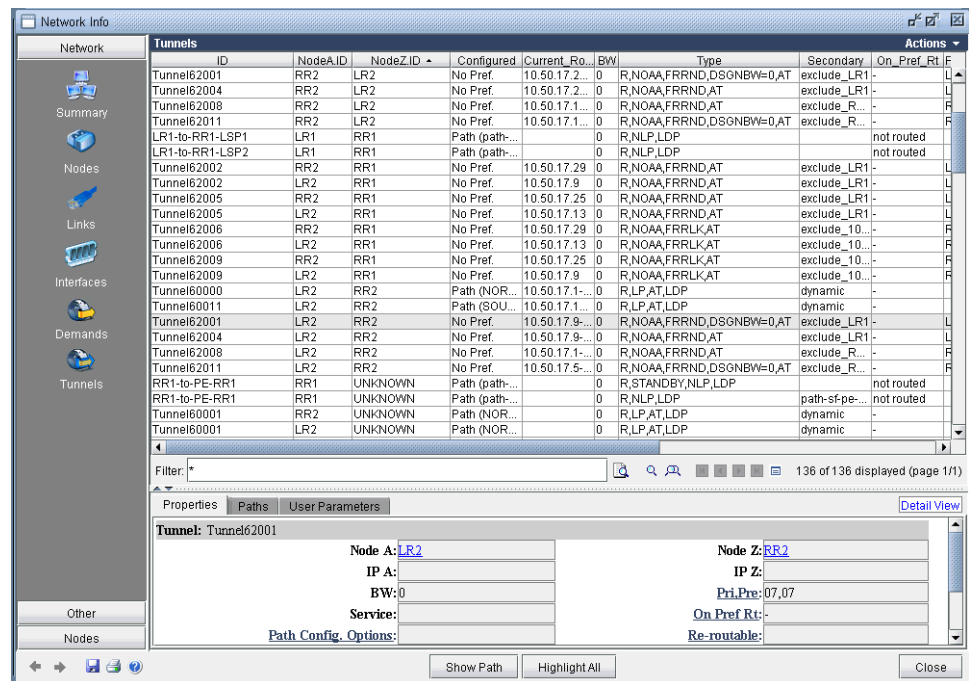 Network Info
Network
Summary
Nodes
Links
Interfaces
Demands
Tunnels
Other
Nodes
Tunnels Actions
ID NodeA.ID NodeZ.ID Configured Current_Ro... BW Type Secondary On_Pref_Rt
Tunnel62001 RR2 LR2 No Pref. 10.50.17.2... 0 R,NOAA,FRRND,DSGNBW=0,AT exclude_LR1 - L
Tunnel62004 RR2 LR2 No Pref. 10.50.17.2... 0 R,NOAA,FRRND,AT exclude_LR1 - L
Tunnel62008 RR2 LR2 No Pref. 10.50.17.1... 0 R,NOAA,FRRND,AT exclude_R... - F
Tunnel62011 RR2 LR2 No Pref. 10.50.17.1... 0 R,NOAA,FRRND,DSGNBW=0,AT exclude_R... - F
LR1-to-RR1-LSP1 LR1 RR1 Path (path-... 0 R,NLP,LDP not routed
LR1-to-RR1-LSP2 LR1 RR1 Path (path-... 0 R,NLP,LDP not routed
Tunnel62002 RR2 RR1 No Pref. 10.50.17.29 0 R,NOAA,FRRND,AT exclude_LR1 - L
Tunnel62002 LR2 RR1 No Pref. 10.50.17.9 0 R,NOAA,FRRND,AT exclude_LR1 - L
Tunnel62005 RR2 RR1 No Pref. 10.50.17.25 0 R,NOAA,FRRND,AT exclude_LR1 - L
Tunnel62005 LR2 RR1 No Pref. 10.50.17.13 0 R,NOAA,FRRND,AT exclude_LR1 - L
Tunnel62006 RR2 RR1 No Pref. 10.50.17.29 0 R,NOAA,FRRLK,AT exclude_10... - F
Tunnel62006 LR2 RR1 No Pref. 10.50.17.13 0 R,NOAA,FRRLK,AT exclude_10... - F
Tunnel62009 RR2 RR1 No Pref. 10.50.17.25 0 R,NOAA,FRRLK,AT exclude_10... - F
Tunnel62009 LR2 RR1 No Pref. 10.50.17.9 0 R,NOAA,FRRLK,AT exclude_10... - F
Tunnel60000 LR2 RR2 Path (NOR... 10.50.17.1-... 0 R,LP,AT,LDP dynamic -
Tunnel60011 LR2 RR2 Path (SOU... 10.50.17.1... 0 R,LP,AT,LDP dynamic -
Tunnel62001 LR2 RR2 No Pref. 10.50.17.9-... 0 R,NOAA,FRRND,DSGNBW=0,AT exclude_LR1 - L
Tunnel62004 LR2 RR2 No Pref. 10.50.17.9-... 0 R,NOAA,FRRND,AT exclude_LR1 - L
Tunnel62008 LR2 RR2 No Pref. 10.50.17.1-... 0 R,NOAA,FRRND,AT exclude_R... - F
Tunnel62011 LR2 RR2 No Pref. 10.50.17.5-... 0 R,NOAA,FRRND,DSGNBW=0,AT exclude_R... - F
RR1-to-PE-RR1 RR1 UNKNOWN Path (path-... 0 R,STANDBY,NLP,LDP not routed
RR1-to-PE-RR1 RR1 UNKNOWN Path (path-... 0 R,NLP,LDP path-sf-pe-... not routed
Tunnel60001 RR2 UNKNOWN Path (NOR... 0 R,LP,AT,LDP dynamic -
Tunnel60001 LR2 UNKNOWN Path (NOR... 0 R,LP,AT,LDP dynamic -
Filter: * 136 of 136 displayed (page 1/1)
Properties Paths User Parameters Detail View
Tunnel: Tunnel62001
Node A: LR2 Node Z: RR2
IP A: IP Z:
BW: 0 Pri,Pre: 07,07
Service: On Pref Rt: -
Path Config. Options: Re-routable:
Show Path Highlight All Close